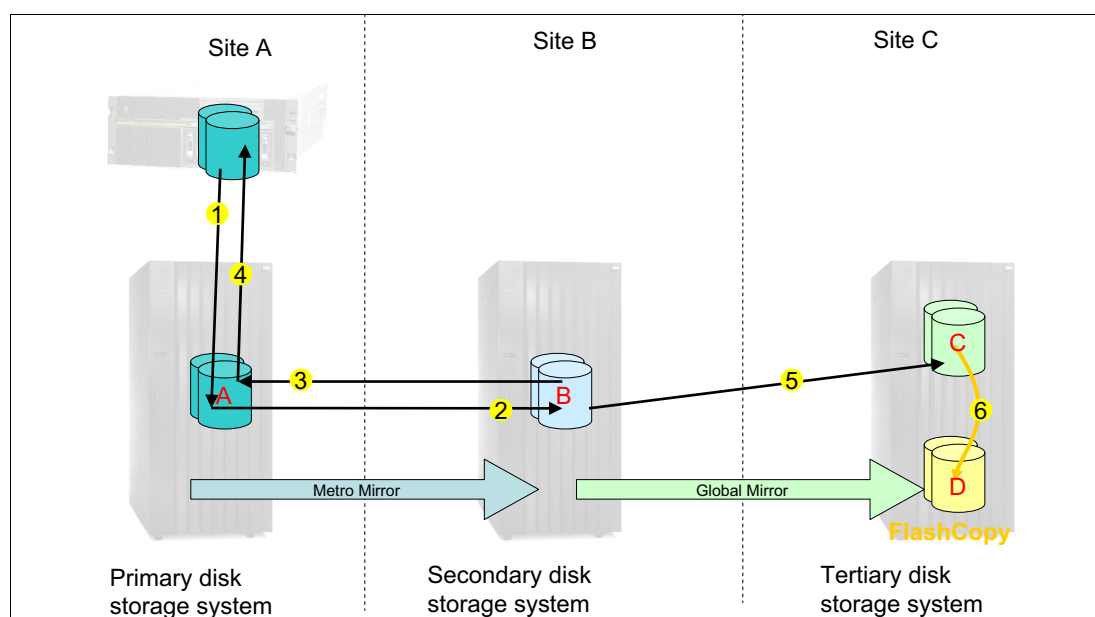 Site A
Site B
Site C
1
4
A
3
2
B
5
C
6
D
Metro Mirror
Global Mirror
FlashCopy
Primary disk
storage system
Secondary disk
storage system
Tertiary disk
storage system